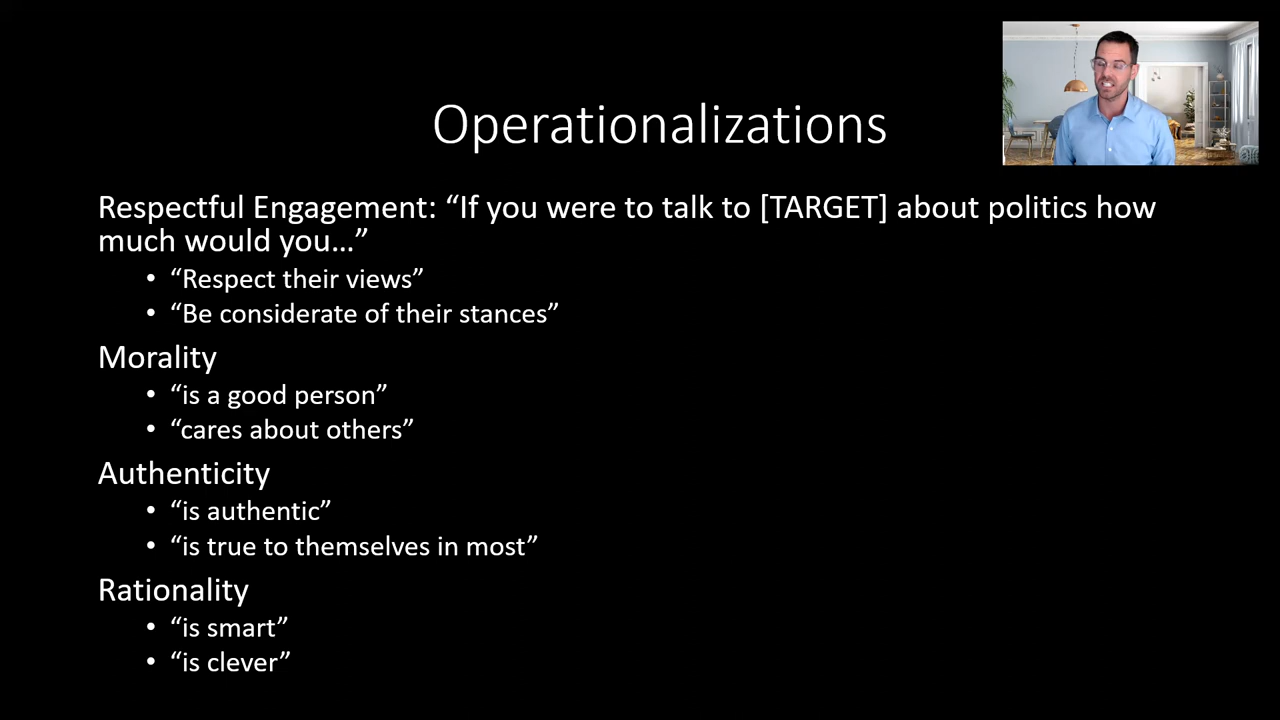 Operationalizations
Respectful Engagement: “If you were to talk to [TARGET] about politics how
much would you…”
• “Respect their views”
• “Be considerate of their stances”
Morality
• “is a good person”
• “cares about others”
Authenticity
• “is authentic”
• “is true to themselves in most”
Rationality
• “is smart”
• “is clever”